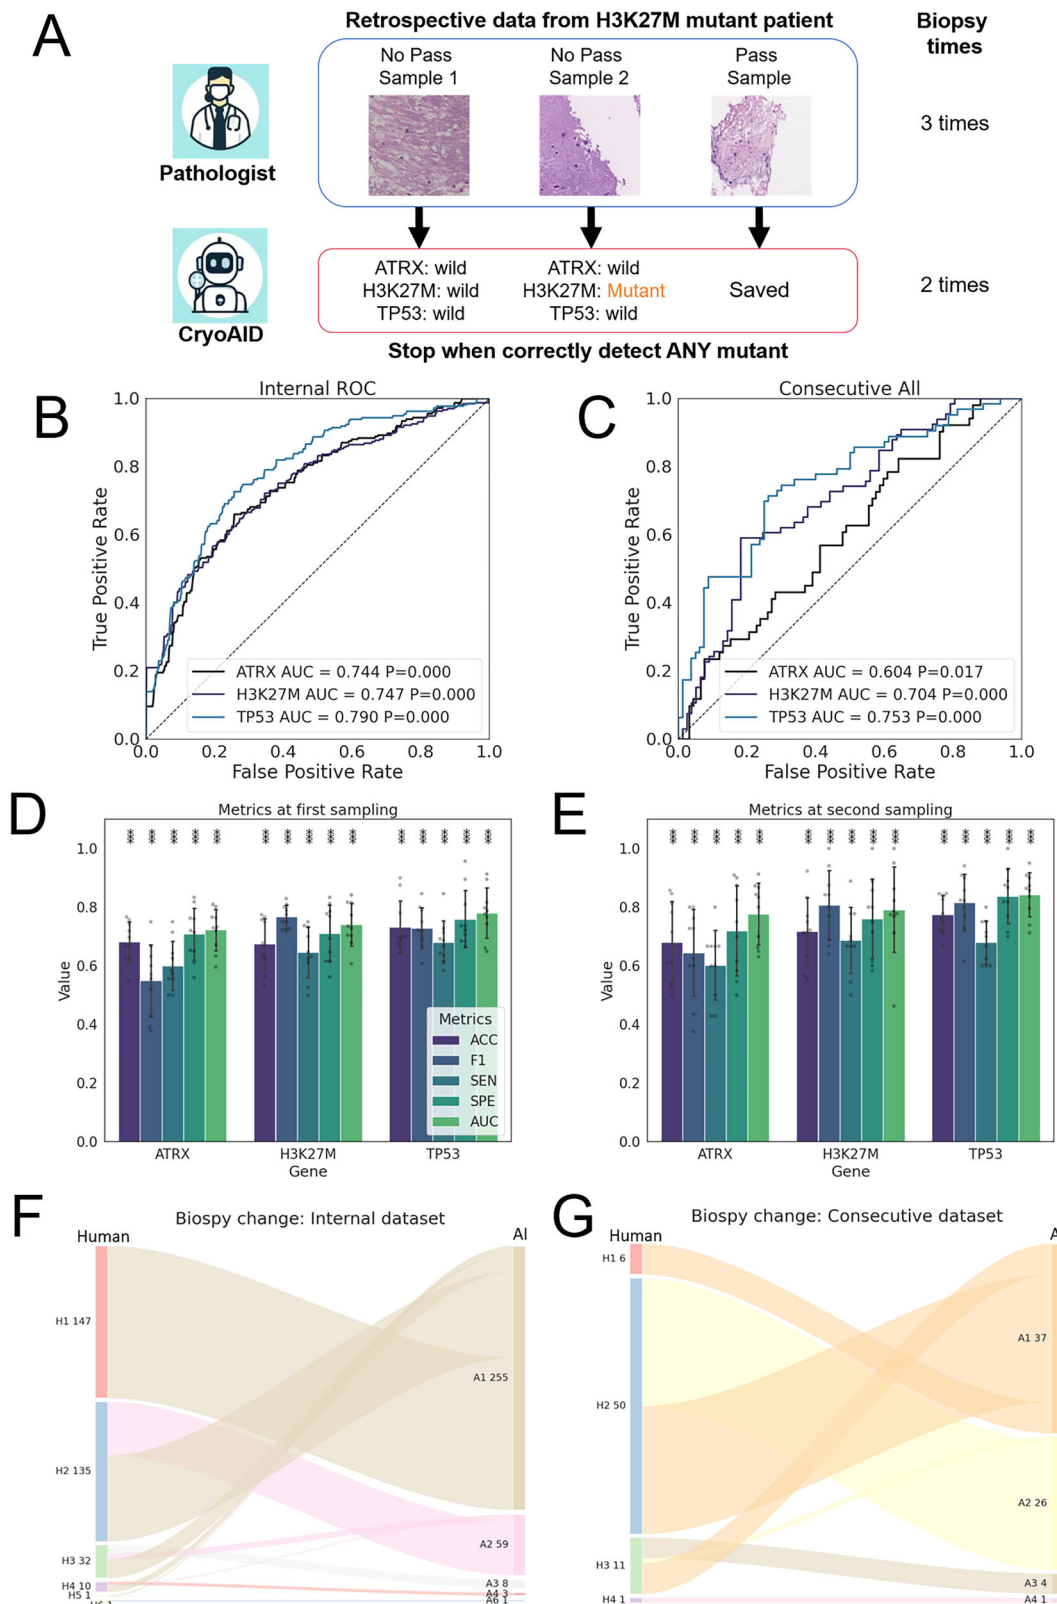 A
Retrospective data from H3K27M mutant patient
Biopsy
times
No Pass
Sample 1
No Pass
Sample 2
Pass
Sample
3 times
Pathologist
ATRX: wild
H3K27M: wild
TP53: wild
ATRX: wild
H3K27M: Mutant
TP53: wild
Saved
2 times
CryoAID
Stop when correctly detect ANY mutant
B
Internal ROC
1.0
0.8
0.6
0.4
0.2
0.0
True Positive Rate
ATRX AUC = 0.744 P=0.000
H3K27M AUC = 0.747 P=0.000
TP53 AUC = 0.790 P=0.000
0.0 0.2 0.4 0.6 0.8 1.0
False Positive Rate
C
Consecutive All
1.0
0.8
0.6
0.4
0.2
0.0
True Positive Rate
ATRX AUC = 0.604 P=0.017
H3K27M AUC = 0.704 P=0.000
TP53 AUC = 0.753 P=0.000
0.0 0.2 0.4 0.6 0.8 1.0
False Positive Rate
D
Metrics at first sampling
1.0
0.8
0.6
0.4
0.2
0.0
Value
Metrics
ACC
F1
SEN
SPE
AUC
ATRX H3K27M TP53
Gene
E
Metrics at second sampling
1.0
0.8
0.6
0.4
0.2
0.0
Value
ATRX H3K27M TP53
Gene
F
Biospy change: Internal dataset
Human
AI
H1 147
H2 135
H3 32
H4 10
H5 1
A1 255
A2 59
A3 8
A4 3
A6 1
G
Biospy change: Consecutive dataset
Human
A
H1 6
H2 50
H3 11
H4 1
A1 37
A2 26
A3 4
A4 1